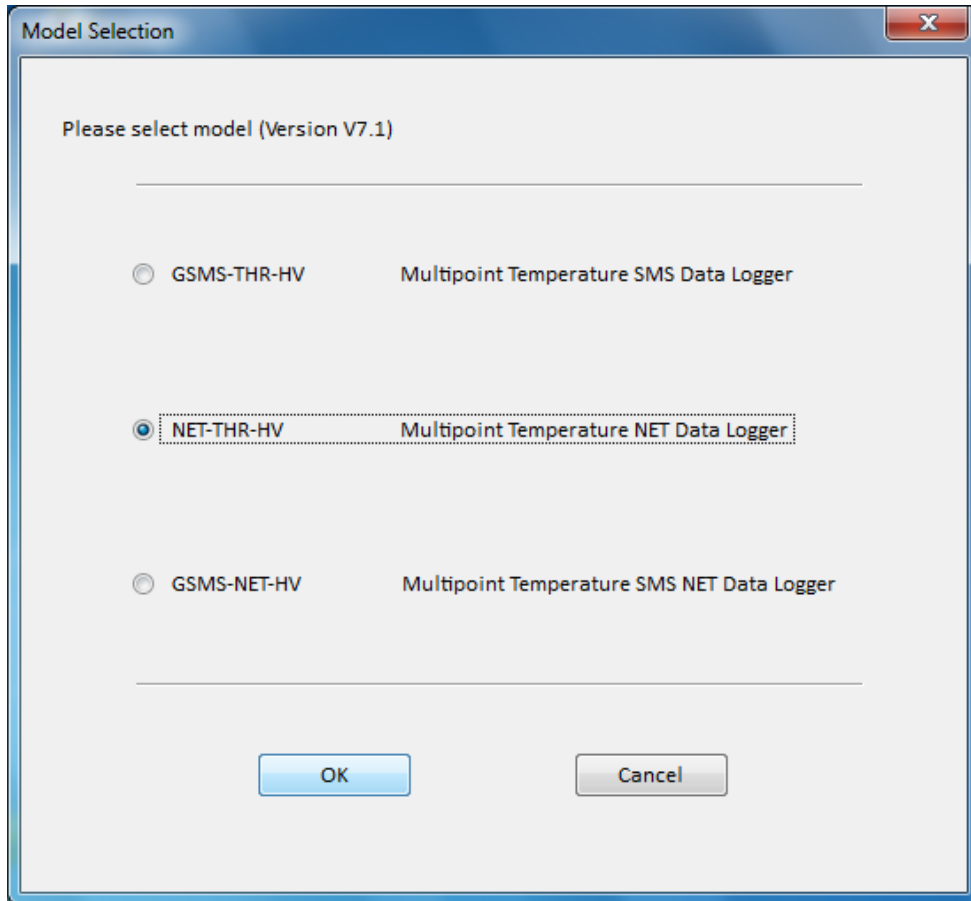 Model Selection
Please select model (Version V7.1)
GSMS-THR-HV Multipoint Temperature SMS Data Logger
NET-THR-HV Multipoint Temperature NET Data Logger
GSMS-NET-HV Multipoint Temperature SMS NET Data Logger
OK Cancel